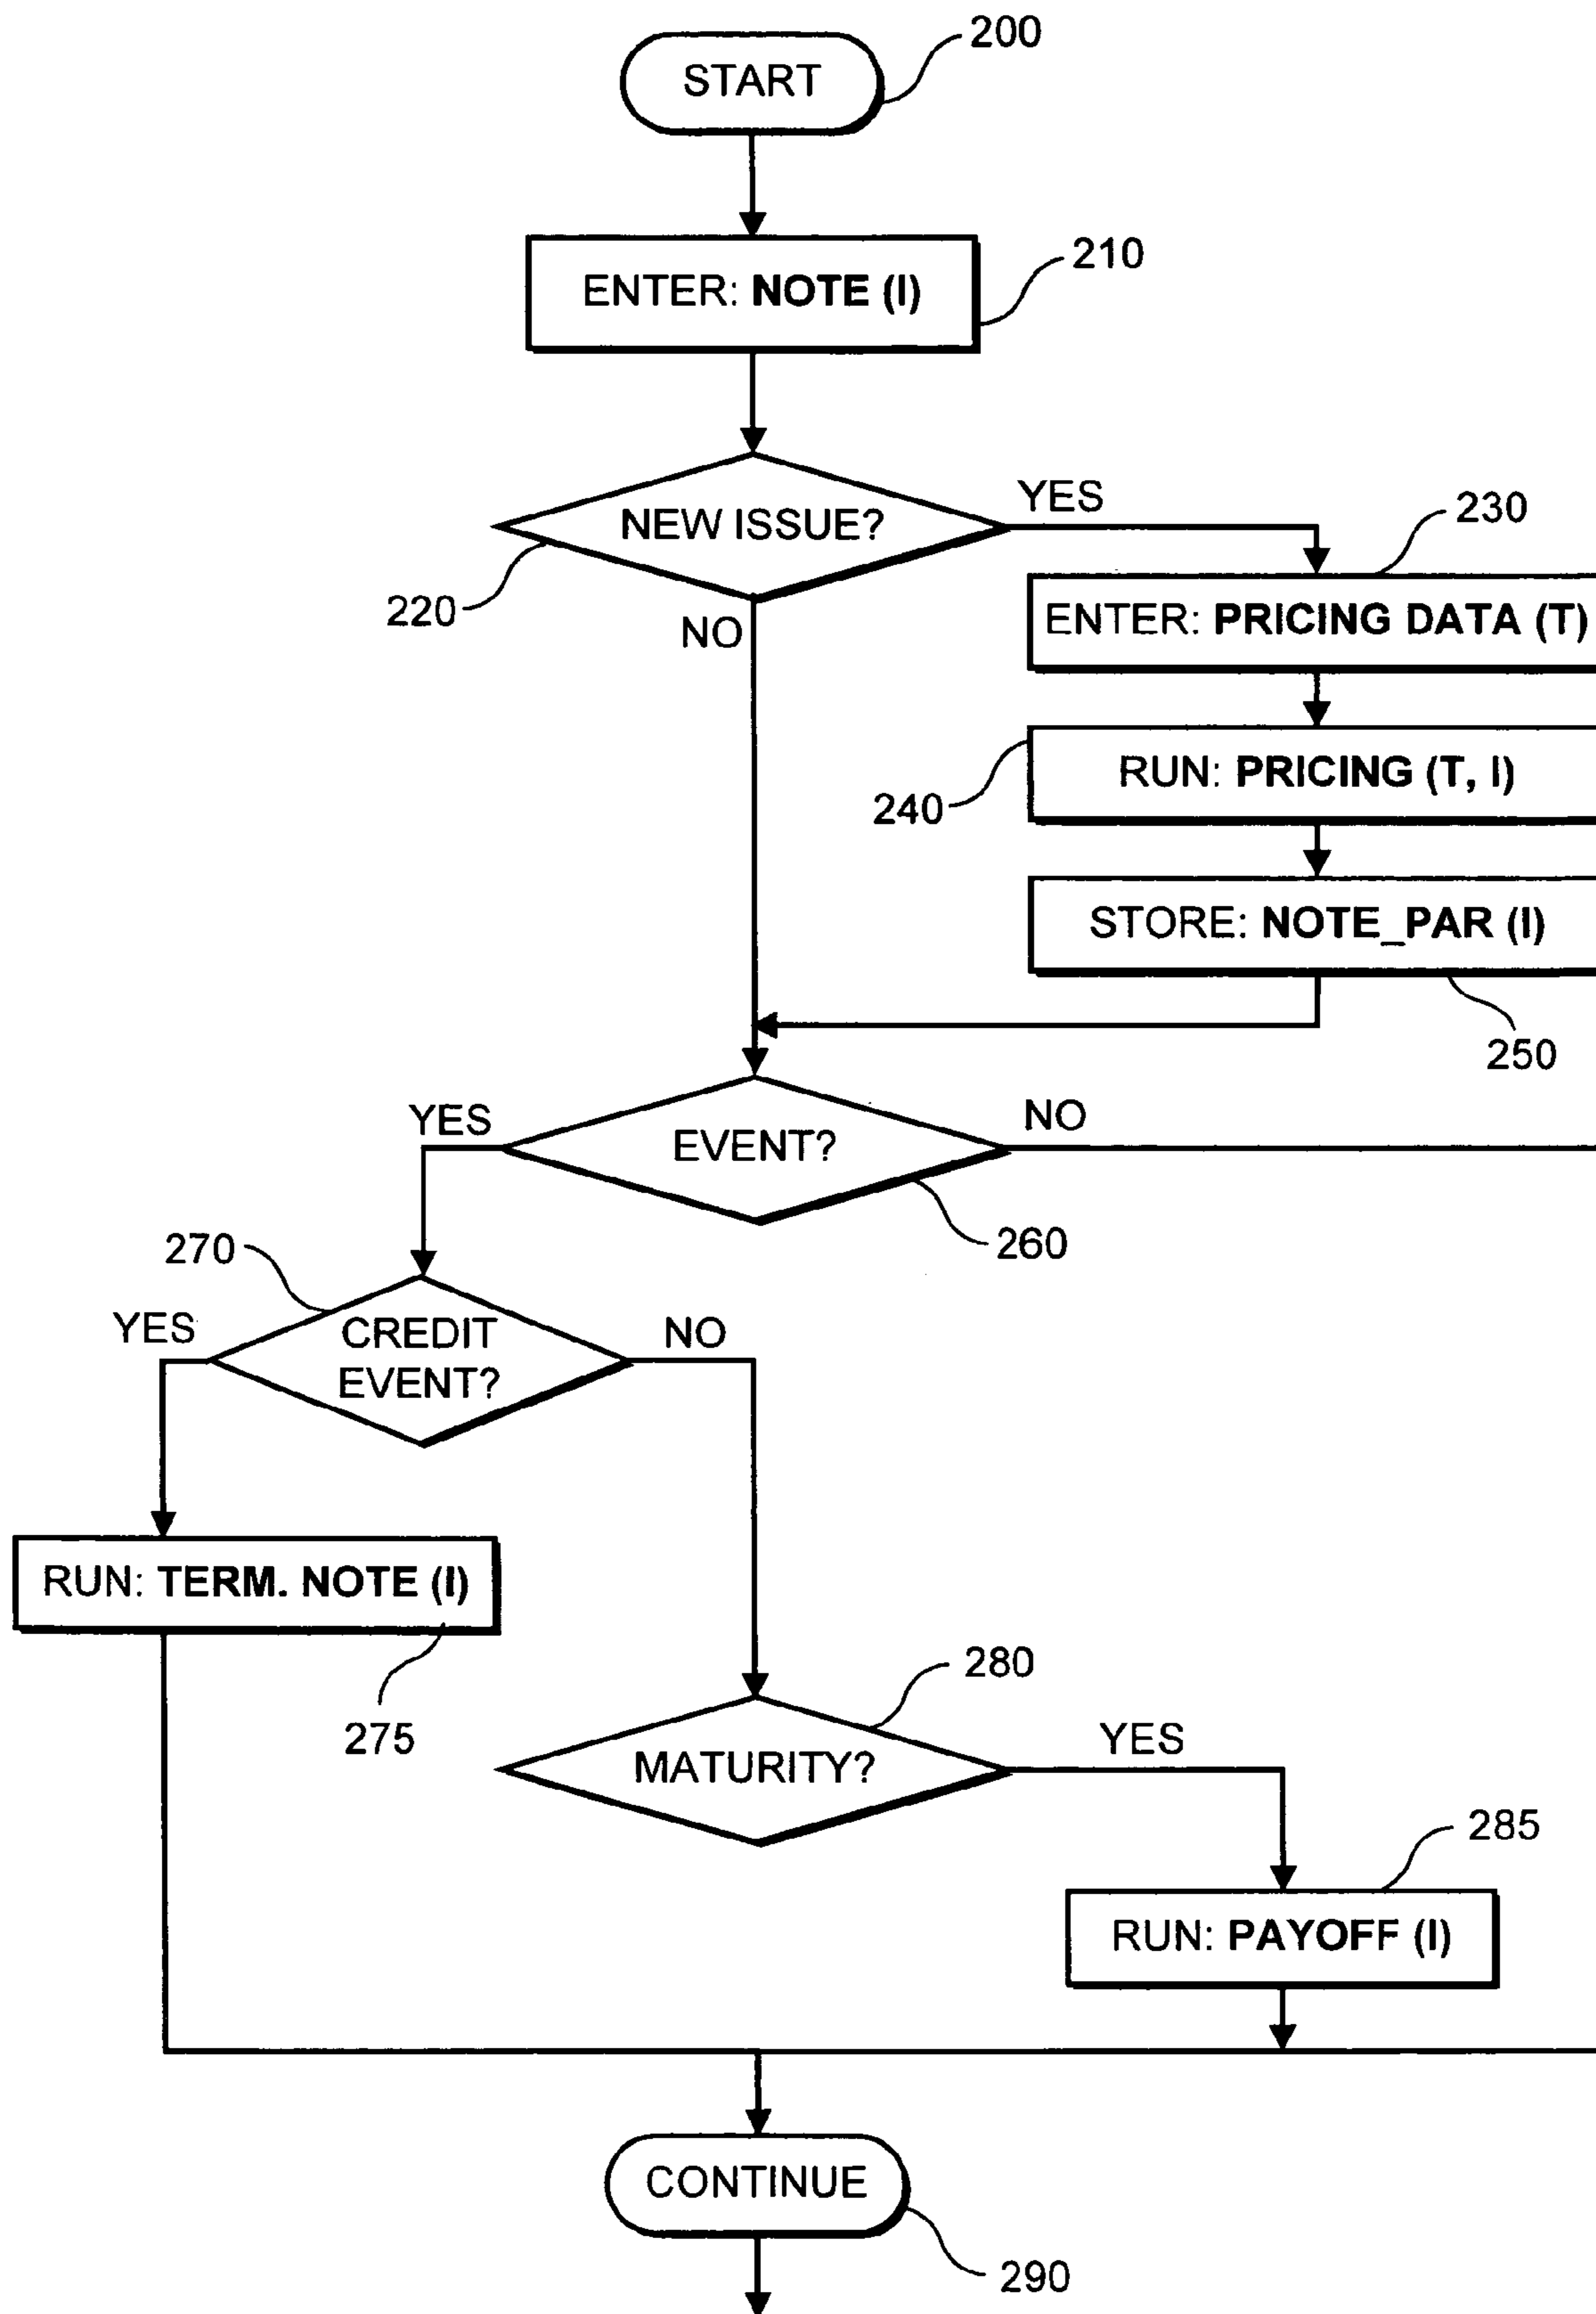 START
200
ENTER: NOTE (I)
210
NEW ISSUE?
YES
220
NO
230
ENTER: PRICING DATA (T)
RUN: PRICING (T, I)
240
STORE: NOTE_PAR (I)
250
YES
EVENT?
NO
260
270
YES
CREDIT
EVENT?
NO
RUN: TERM. NOTE (I)
275
280
MATURITY?
YES
285
RUN: PAYOFF (I)
CONTINUE
290